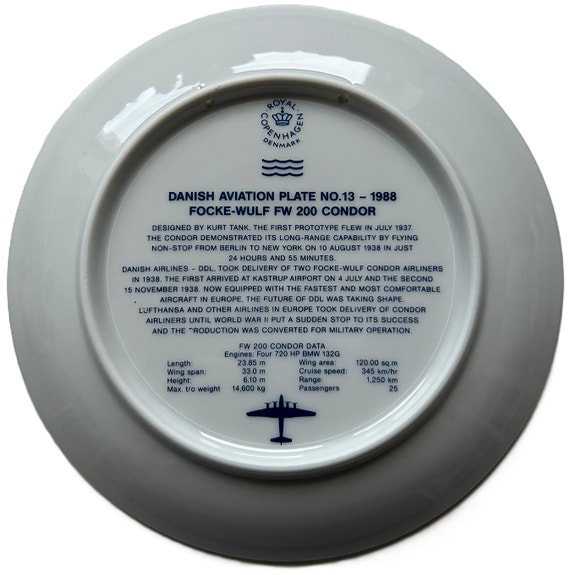 ROYAL
COPENHAGEN
DENMARK
DANISH AVIATION PLATE NO.13 – 1988
FOCKE-WULF FW 200 CONDOR
DESIGNED BY KURT TANK, THE FIRST PROTOTYPE FLEW IN JULY 1937.
THE CONDOR DEMONSTRATED ITS LONG-RANGE CAPABILITY BY FLYING
NON-STOP FROM BERLIN TO NEW YORK ON 10 AUGUST 1938 IN JUST
24 HOURS AND 55 MINUTES.
DANISH AIRLINES - DDL, TOOK DELIVERY OF TWO FOCKE-WULF CONDOR AIRLINERS
IN 1938. THE FIRST ARRIVED AT KASTRUP AIRPORT ON 4 JULY AND THE SECOND
15 NOVEMBER 1938. NOW EQUIPPED WITH THE FASTEST AND MOST COMFORTABLE
AIRCRAFT IN EUROPE, THE FUTURE OF DDL WAS TAKING SHAPE.
LUFTHANSA AND OTHER AIRLINES IN EUROPE TOOK DELIVERY OF CONDOR
AIRLINERS UNTIL WORLD WAR II PUT A SUDDEN STOP TO ITS SUCCESS
AND THE PRODUCTION WAS CONVERTED FOR MILITARY OPERATION.
FW 200 CONDOR DATA
Engines: Four 720 HP BMW 132G
Length: 23.85 m Wing area: 120.00 sq.m
Wing span: 33.0 m Cruise speed: 345 km/hr
Height: 6.10 m Range: 1,250 km
Max. t/o weight 14,600 kg Passengers 25